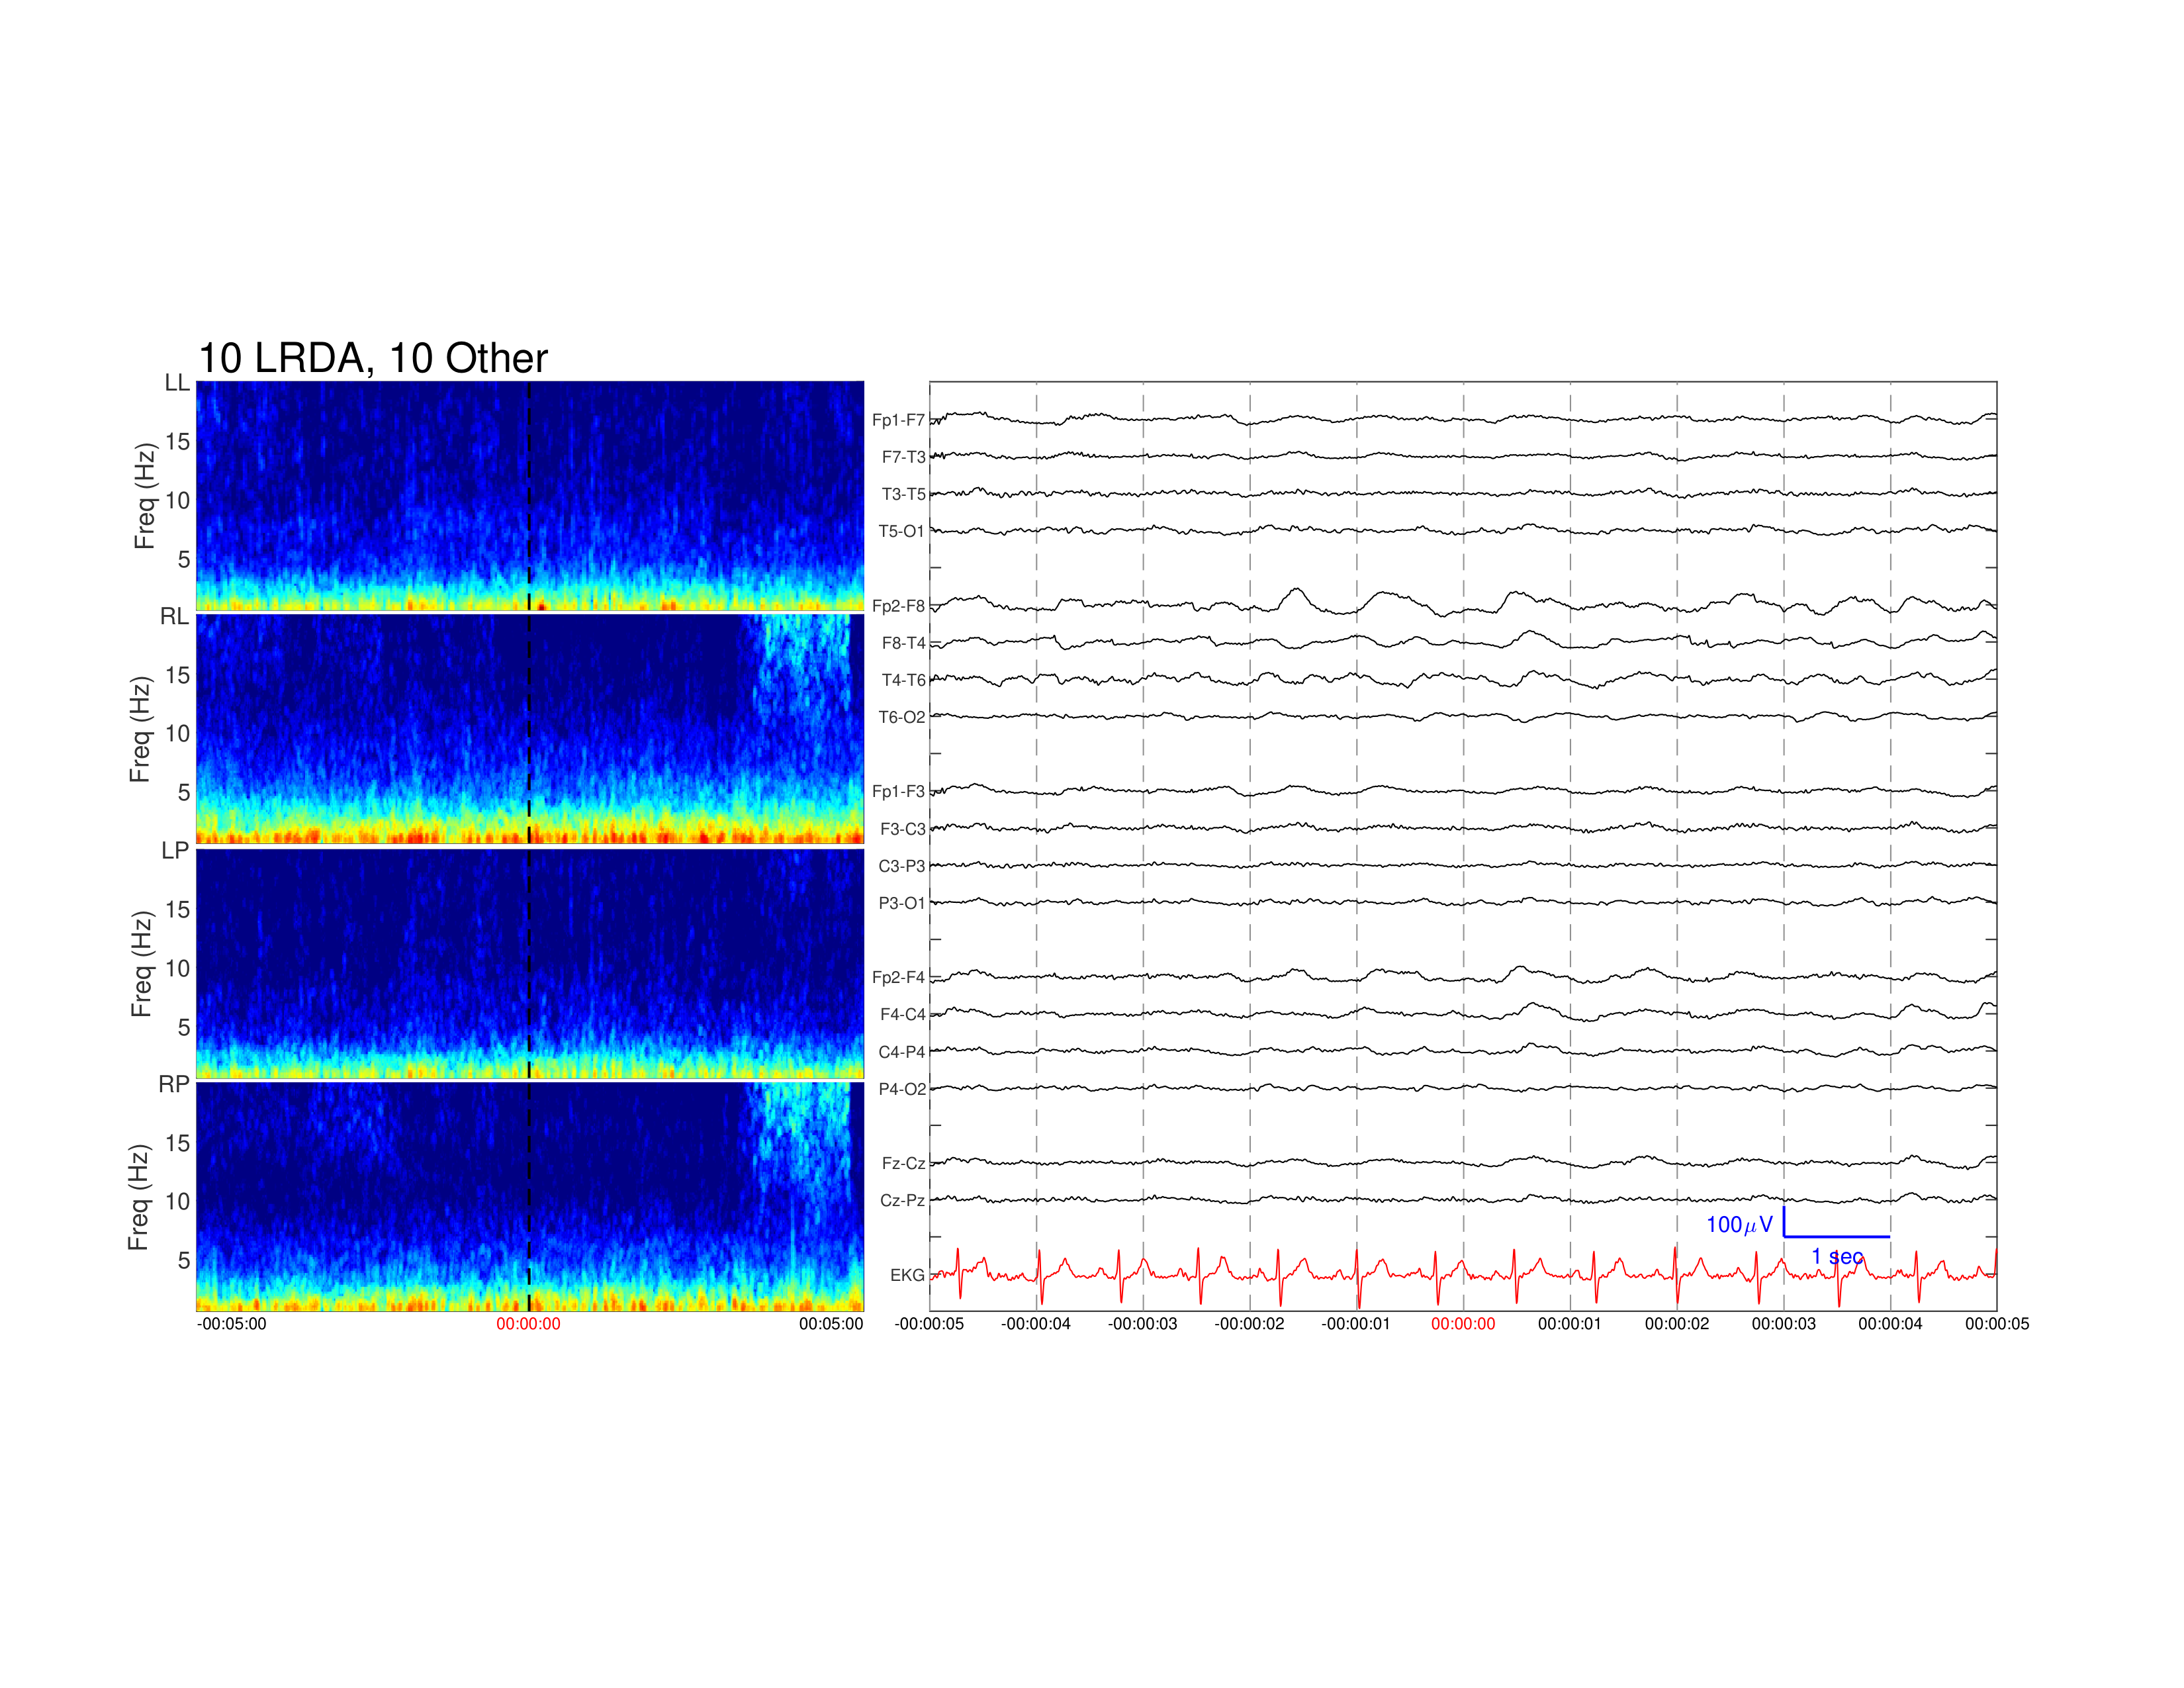 10 LRDA, 10 Other
LL
Freq (Hz)
15
10
5
RL
Freq (Hz)
15
10
5
LP
Freq (Hz)
15
10
5
RP
Freq (Hz)
15
10
5
-00:05:00
00:00:00
00:05:00
Fp1-F7
F7-T3
T3-T5
T5-O1
Fp2-F8
F8-T4
T4-T6
T6-O2
Fp1-F3
F3-C3
C3-P3
P3-O1
Fp2-F4
F4-C4
C4-P4
P4-O2
Fz-Cz
Cz-Pz
EKG
100μV
1 sec
-00:00:05
-00:00:04
-00:00:03
-00:00:02
-00:00:01
00:00:00
00:00:01
00:00:02
00:00:03
00:00:04
00:00:05